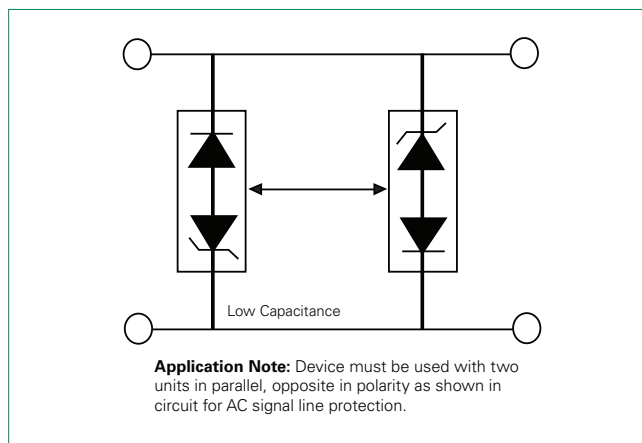 Low Capacitance
Application Note: Device must be used with two
units in parallel, opposite in polarity as shown in
circuit for AC signal line protection.